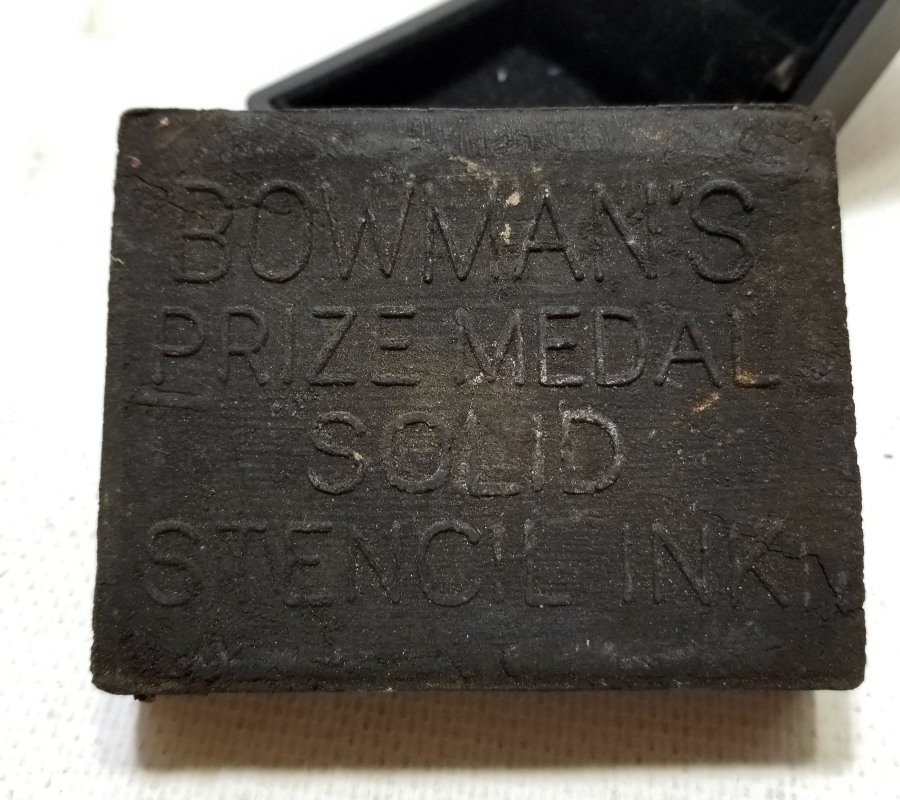 BOWMAN'S
PRIZE MEDAL
SOLID
STENCIL INK